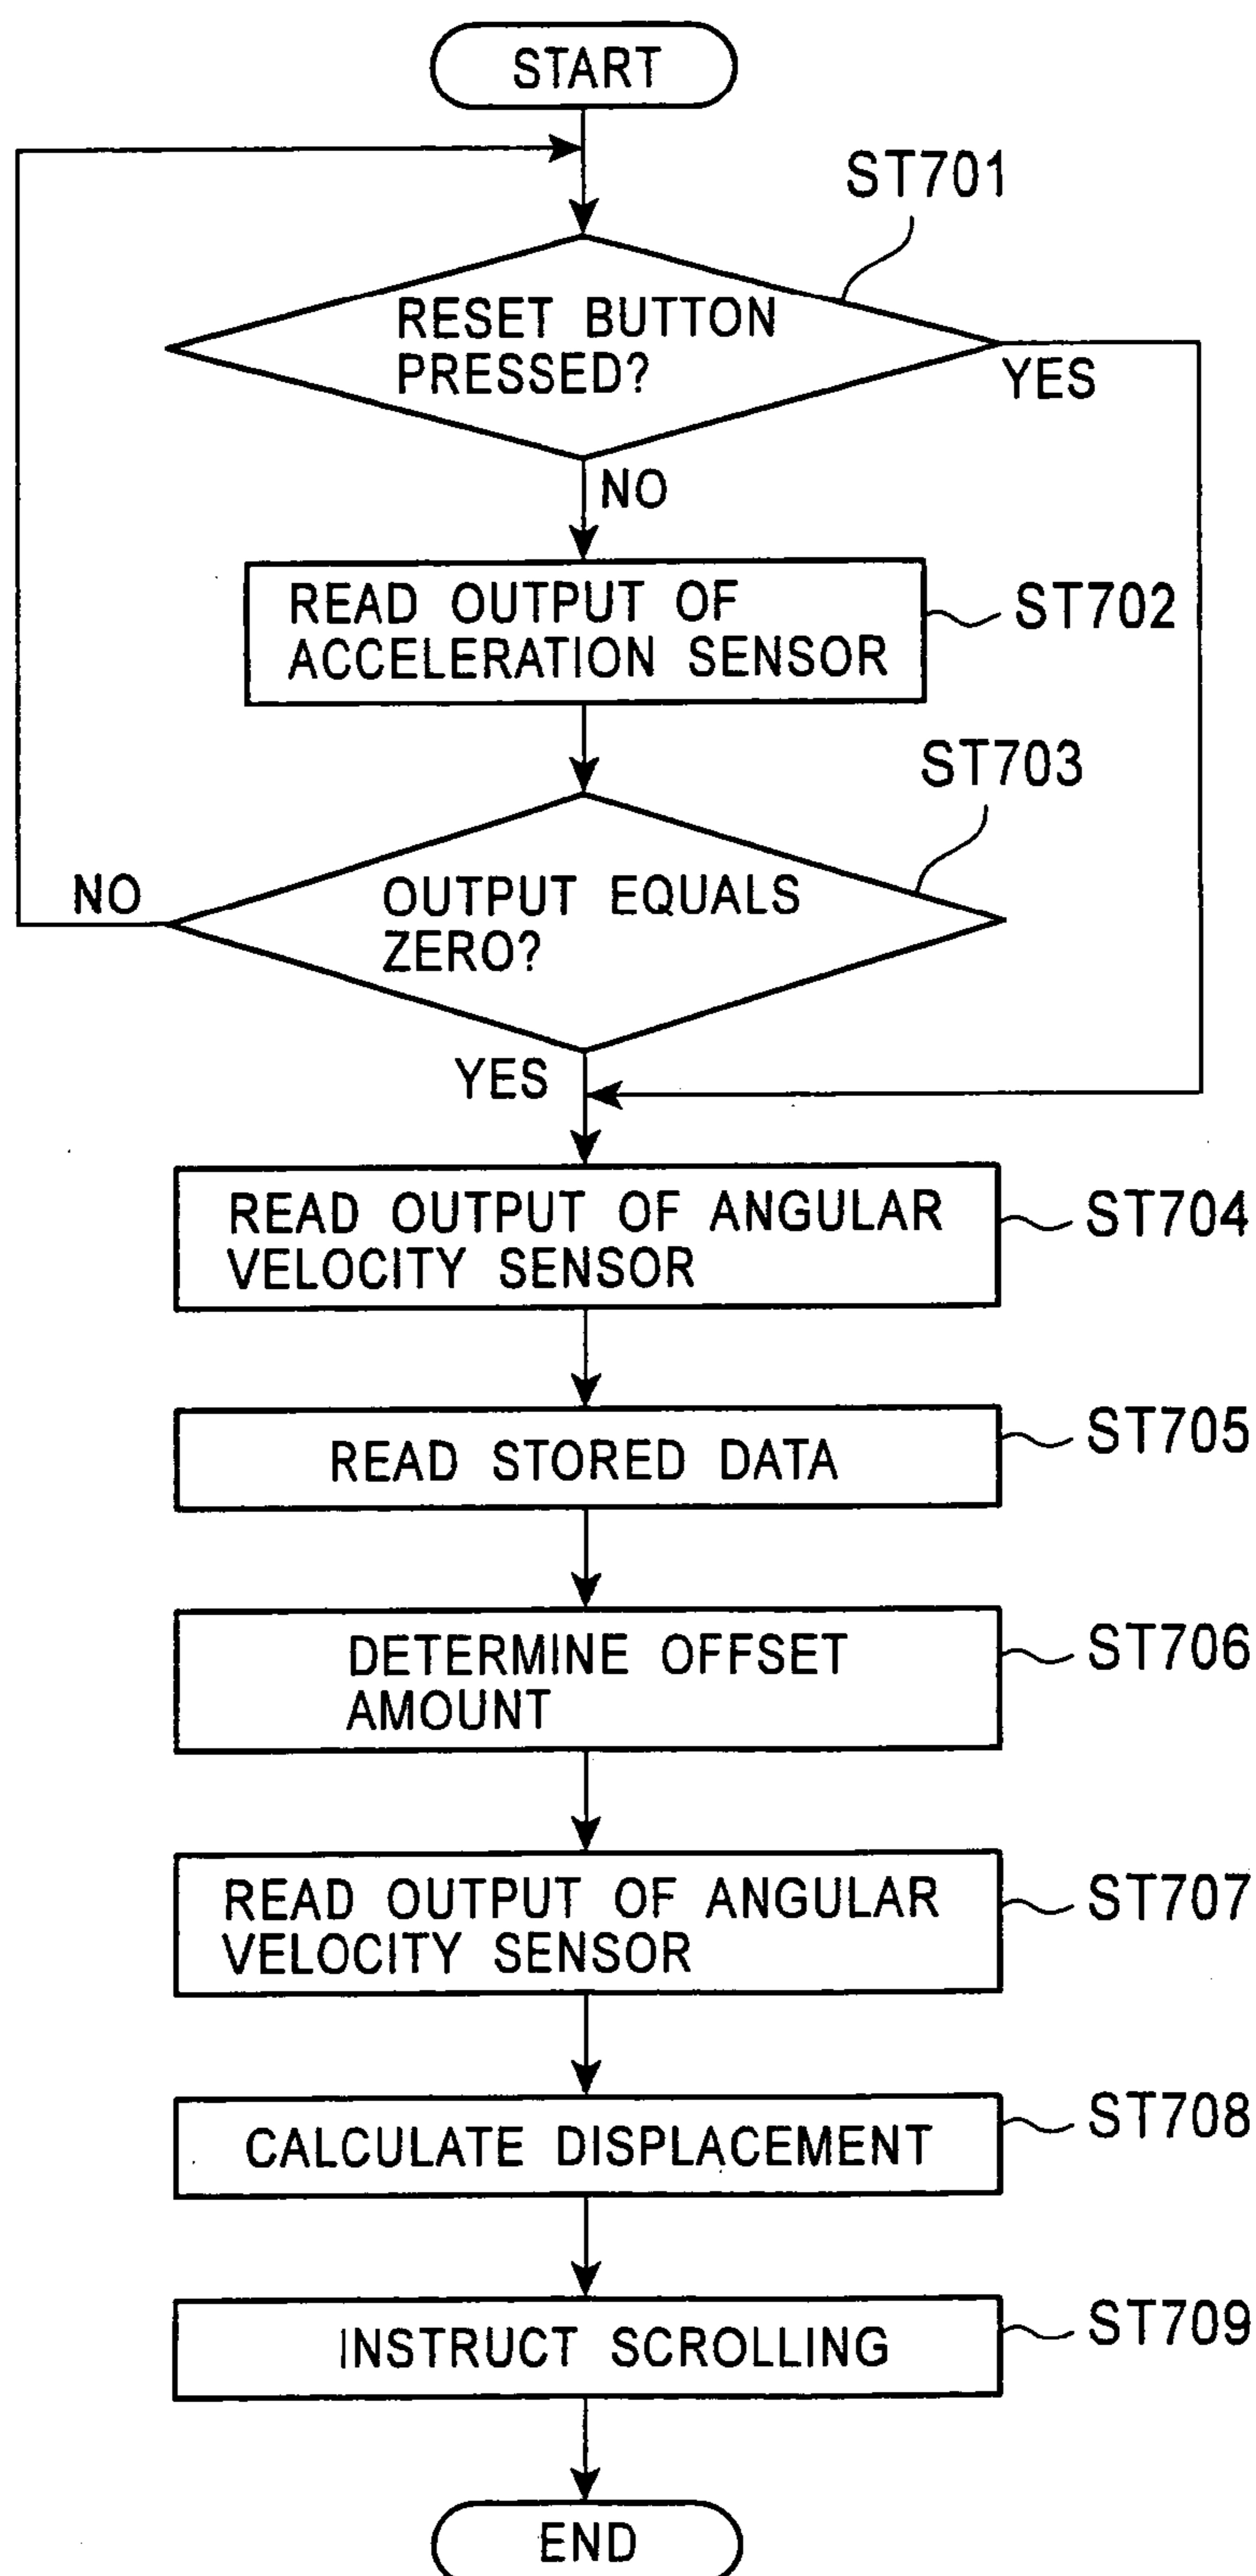 START
ST701
RESET BUTTON
PRESSED?
YES
NO
READ OUTPUT OF
ACCELERATION SENSOR
ST702
ST703
NO
OUTPUT EQUALS
ZERO?
YES
READ OUTPUT OF ANGULAR
VELOCITY SENSOR
ST704
READ STORED DATA
ST705
DETERMINE OFFSET
AMOUNT
ST706
READ OUTPUT OF ANGULAR
VELOCITY SENSOR
ST707
CALCULATE DISPLACEMENT
ST708
INSTRUCT SCROLLING
ST709
END